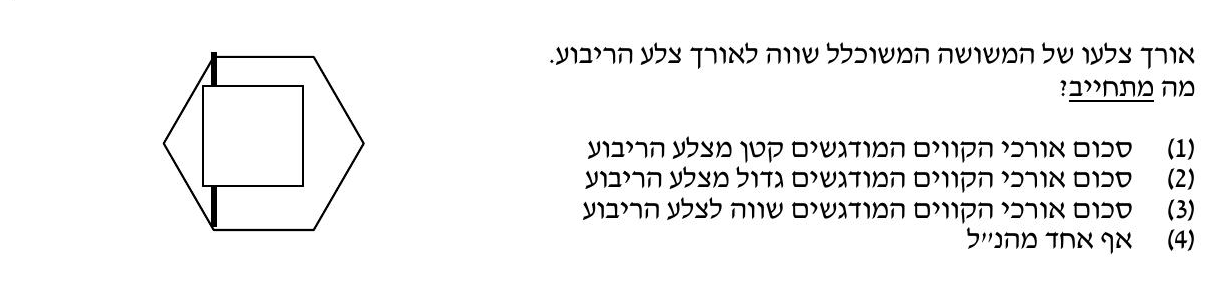 אורך צלעו של המשושה המשוכלל שווה לאורך צלע הריבוע.
מה מתחייב?
(1) סכום אורכי הקווים המודגשים קטן מצלע הריבוע
(2) סכום אורכי הקווים המודגשים גדול מצלע הריבוע
(3) סכום אורכי הקווים המודגשים שווה לצלע הריבוע
(4) אף אחד מהנ״ל